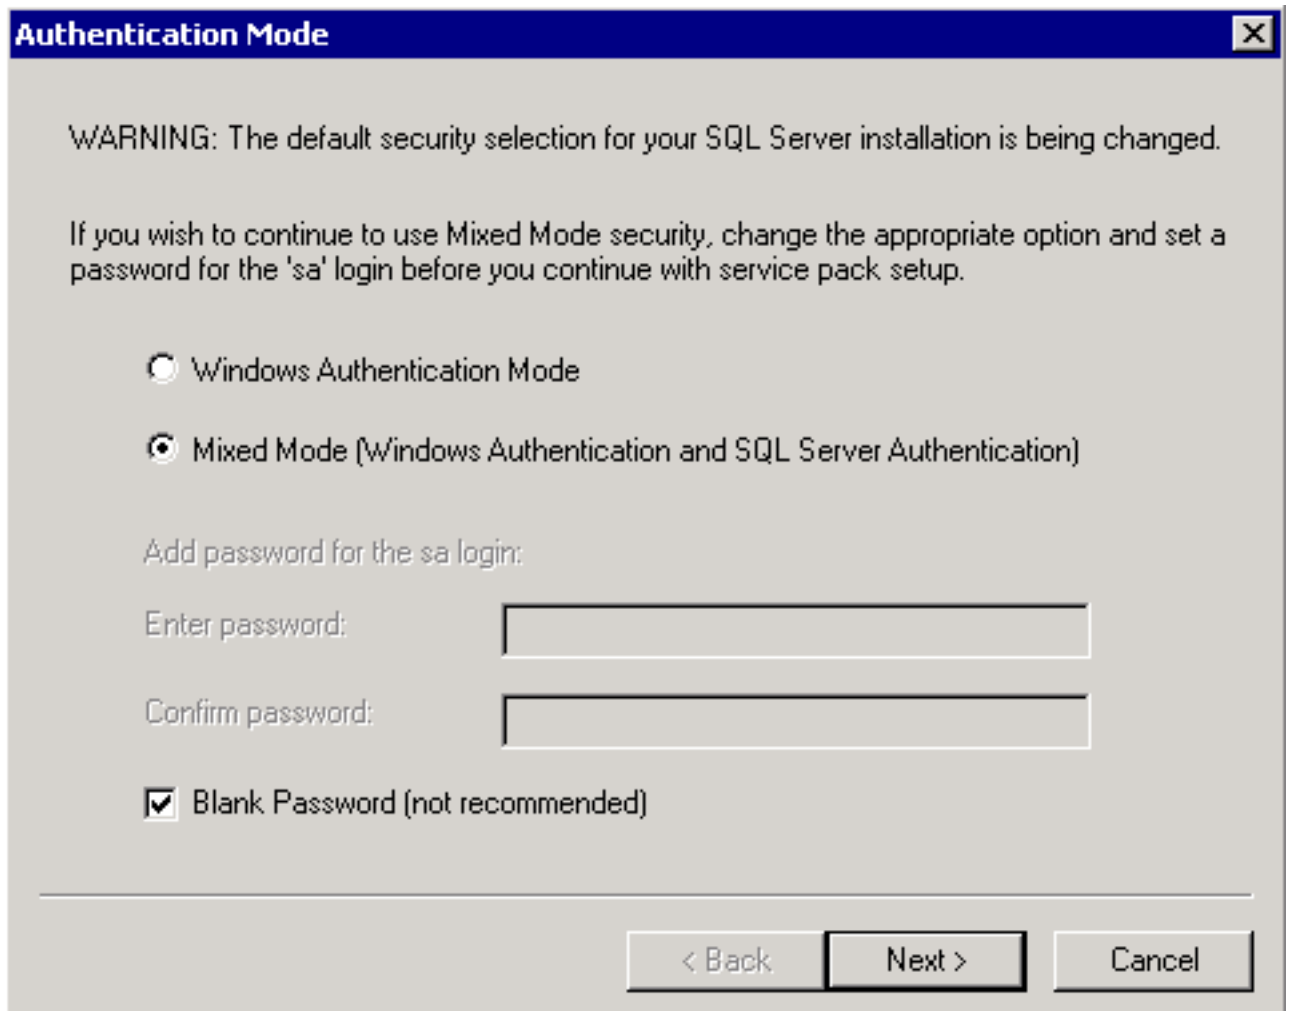 Authentication Mode
WARNING: The default security selection for your SQL Server installation is being changed.
If you wish to continue to use Mixed Mode security, change the appropriate option and set a
password for the 'sa' login before you continue with service pack setup.
Windows Authentication Mode
Mixed Mode (Windows Authentication and SQL Server Authentication)
Add password for the sa login:
Enter password:
Confirm password:
Blank Password (not recommended)
< Back
Next >
Cancel